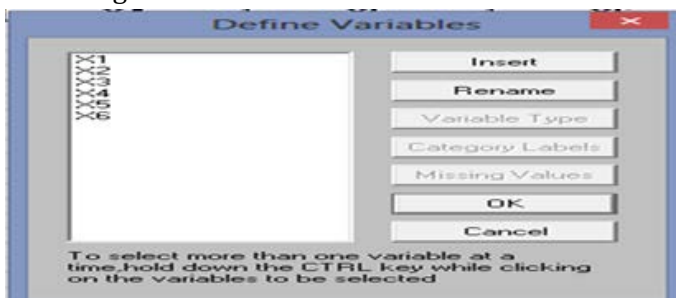 Define Variables
X1
X2
X3
X4
X5
X6
Insert
Rename
Variable Type
Category Labels
Missing Values
OK
Cancel
To select more than one variable at a
time,hold down the CTRL key while clicking
on the variables to be selected